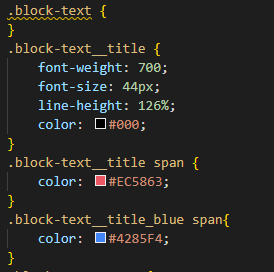 .block-text {
}
.block-text__title {
font-weight: 700;
font-size: 44px;
line-height: 126%;
color: #000;
}
.block-text__title span {
color: #EC5863;
}
.block-text__title_blue span{
color: #4285F4;
}